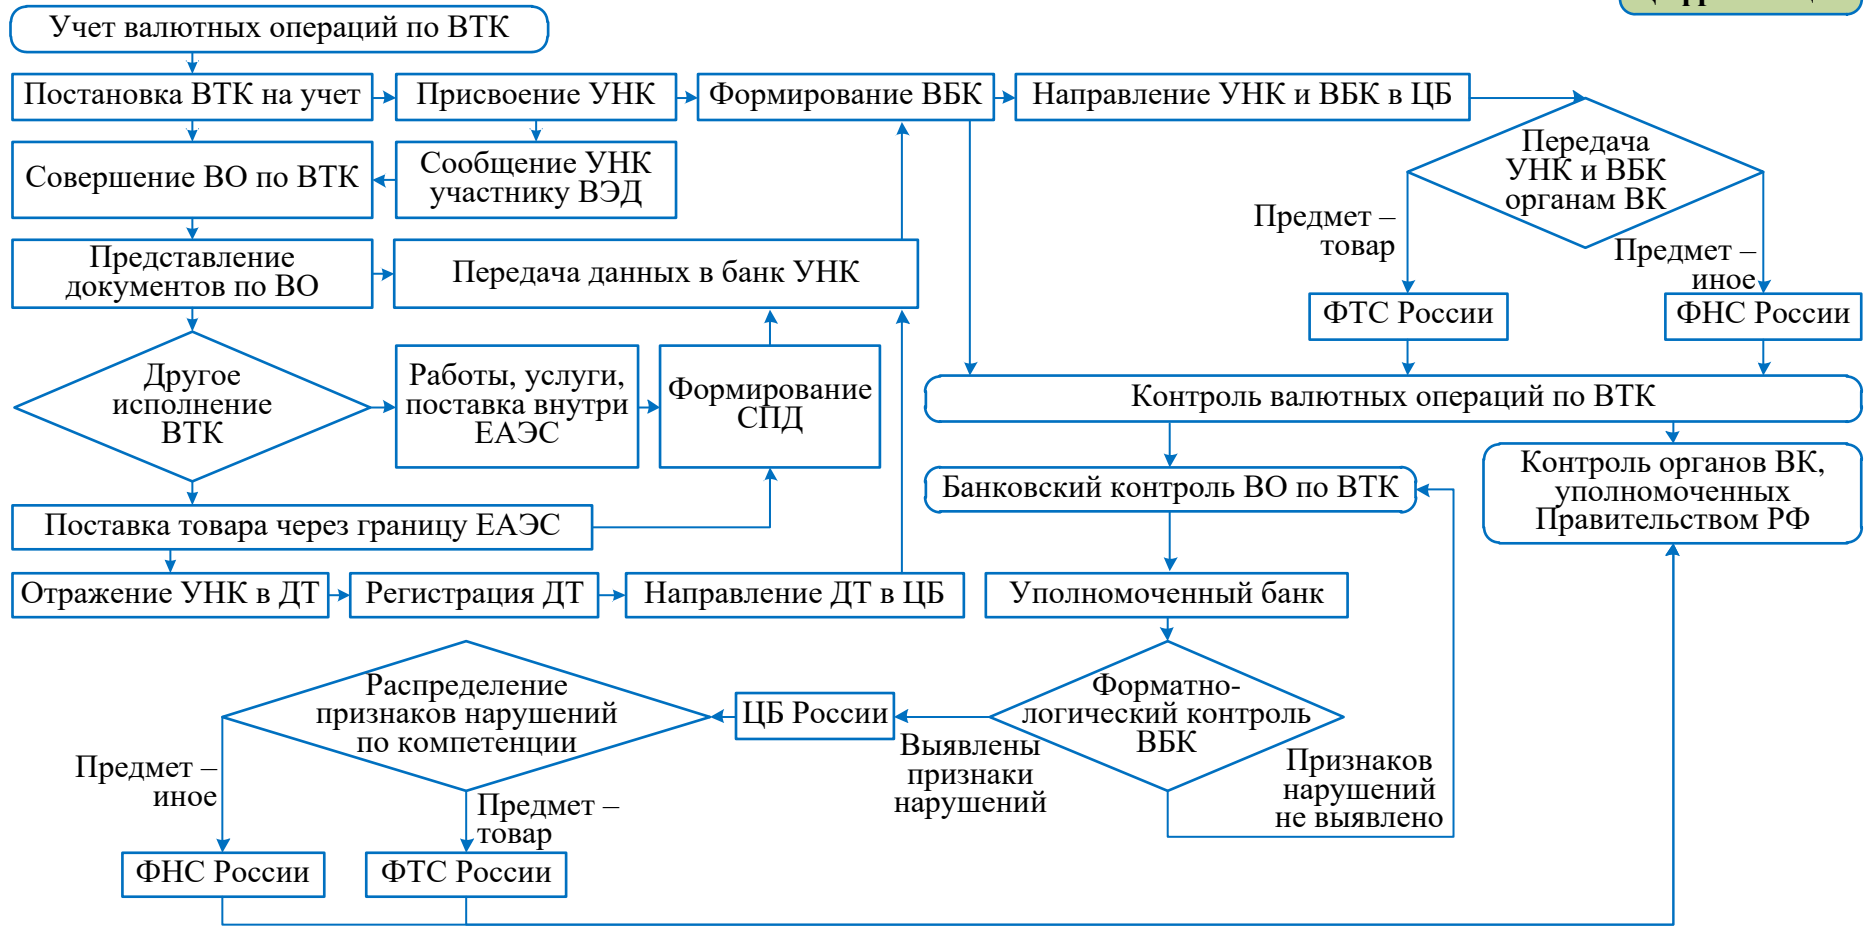 Учет валютных операций по ВТК
Постановка ВТК на учет
Присвоение УНК
Формирование ВБК
Направление УНК и ВБК в ЦБ
Передача
УНК и ВБК
органам ВК
Совершение ВО по ВТК
Сообщение УНК
участнику ВЭД
Предмет –
товар
Предмет –
иное
Представление
документов по ВО
Передача данных в банк УНК
ФТС России
ФНС России
Другое
исполнение
ВТК
Работы, услуги,
поставка внутри
ЕАЭС
Формирование
СПД
Контроль валютных операций по ВТК
Банковский контроль ВО по ВТК
Контроль органов ВК,
уполномоченных
Правительством РФ
Поставка товара через границу ЕАЭС
Отражение УНК в ДТ
Регистрация ДТ
Направление ДТ в ЦБ
Уполномоченный банк
Распределение
признаков нарушений
по компетенции
ЦБ России
Форматно-
логический контроль
ВБК
Выявлены
признаки
нарушений
Признаков
нарушений
не выявлено
Предмет –
иное
Предмет –
товар
ФНС России
ФТС России